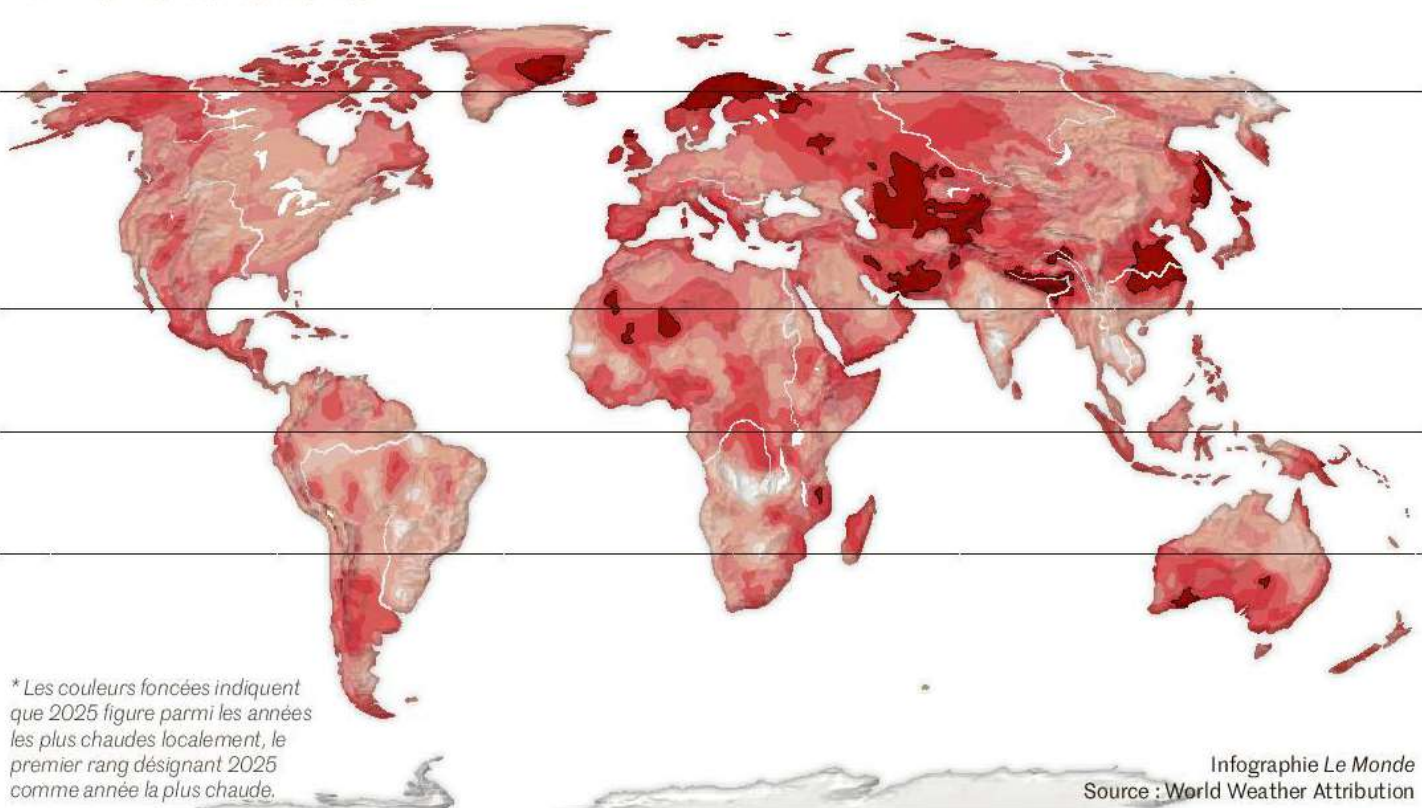 * Les couleurs foncées indiquent
que 2025 figure parmi les années
les plus chaudes localement, le
premier rang désignant 2025
comme année la plus chaude.
Infographie Le Monde
Source : World Weather Attribution